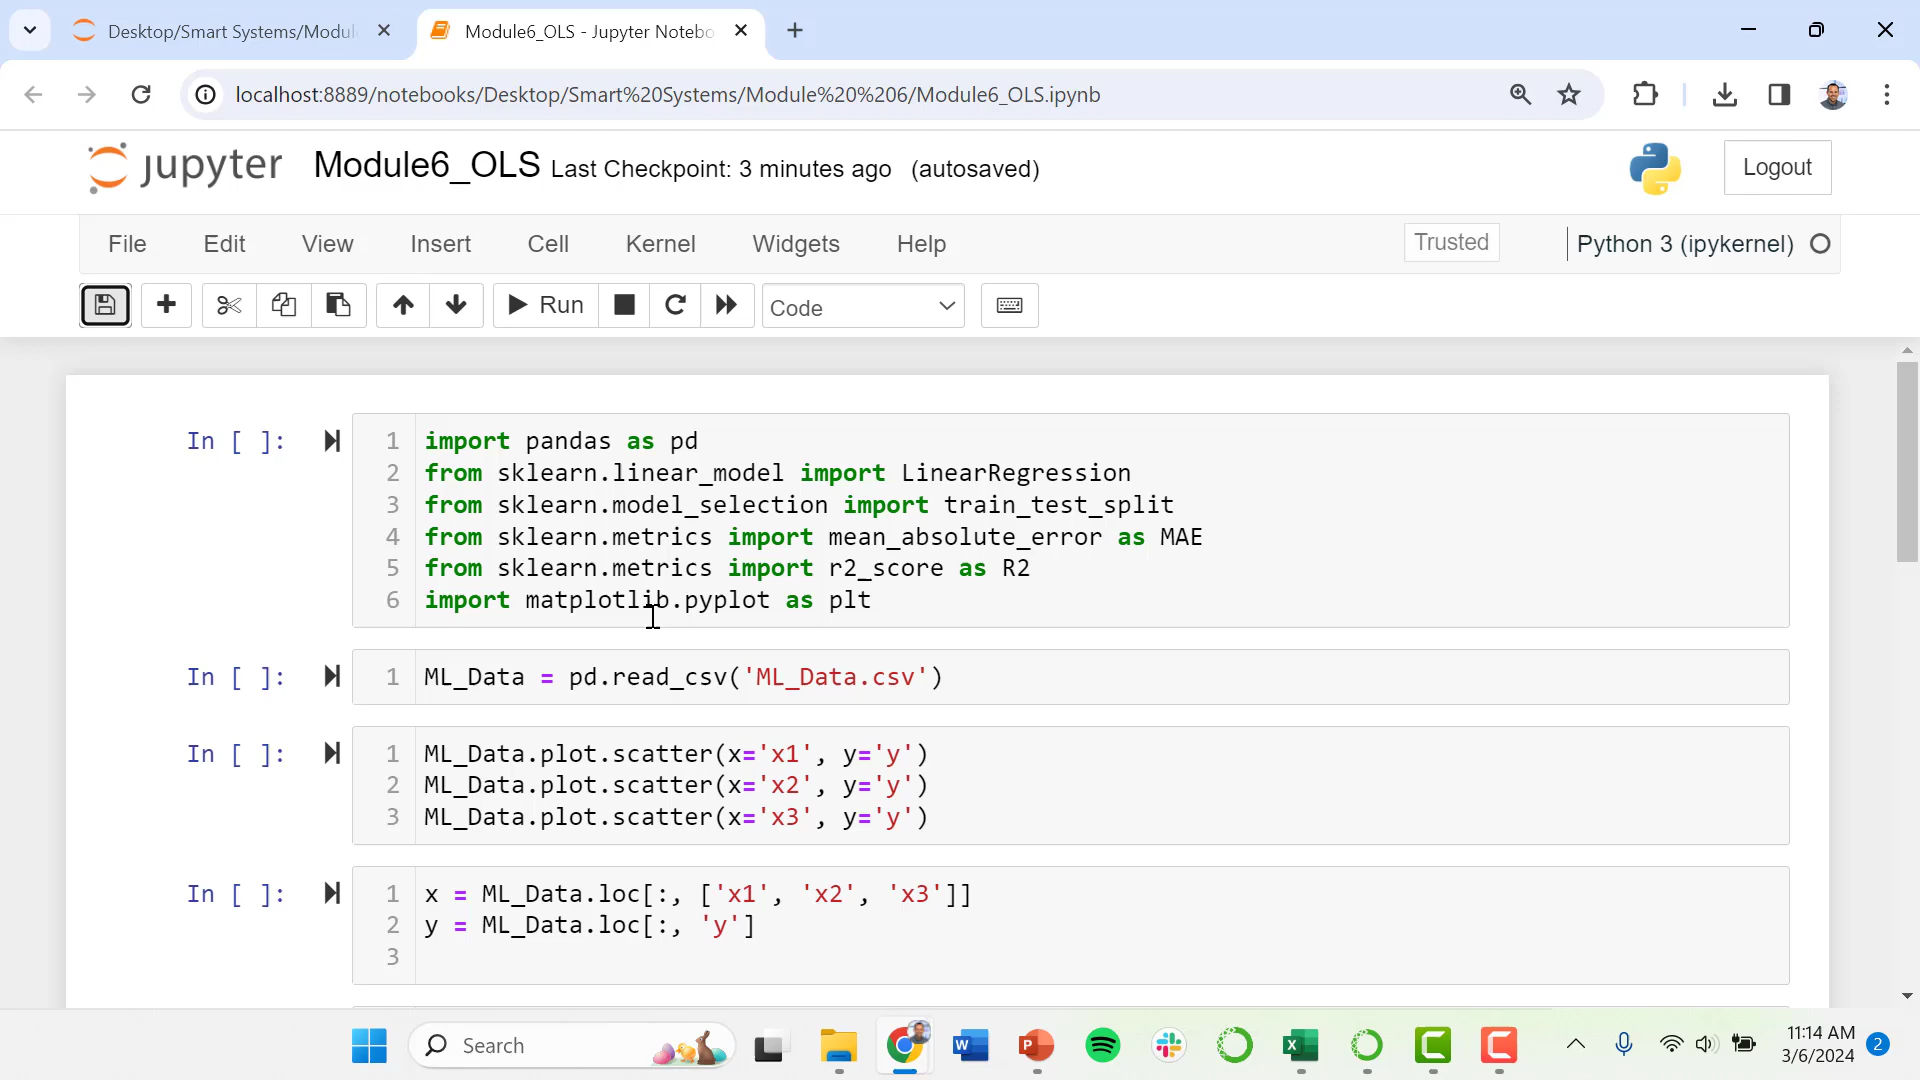 Desktop/Smart Systems/Modul
Module6_OLS - Jupyter Notebo
localhost:8889/notebooks/Desktop/Smart%20Systems/Module%20%206/Module6_OLS.ipynb
jupyter Module6_OLS Last Checkpoint: 3 minutes ago (autosaved)
Logout
File Edit View Insert Cell Kernel Widgets Help
Trusted
Python 3 (ipykernel)
Run
Code
In [ ]:
1 import pandas as pd
2 from sklearn.linear_model import LinearRegression
3 from sklearn.model_selection import train_test_split
4 from sklearn.metrics import mean_absolute_error as MAE
5 from sklearn.metrics import r2_score as R2
6 import matplotlib.pyplot as plt
In [ ]:
1 ML_Data = pd.read_csv('ML_Data.csv')
In [ ]:
1 ML_Data.plot.scatter(x='x1', y='y')
2 ML_Data.plot.scatter(x='x2', y='y')
3 ML_Data.plot.scatter(x='x3', y='y')
In [ ]:
1 x = ML_Data.loc[:, ['x1', 'x2', 'x3']]
2 y = ML_Data.loc[:, 'y']
3
Search
W
P
X
11:14 AM
3/6/2024
2